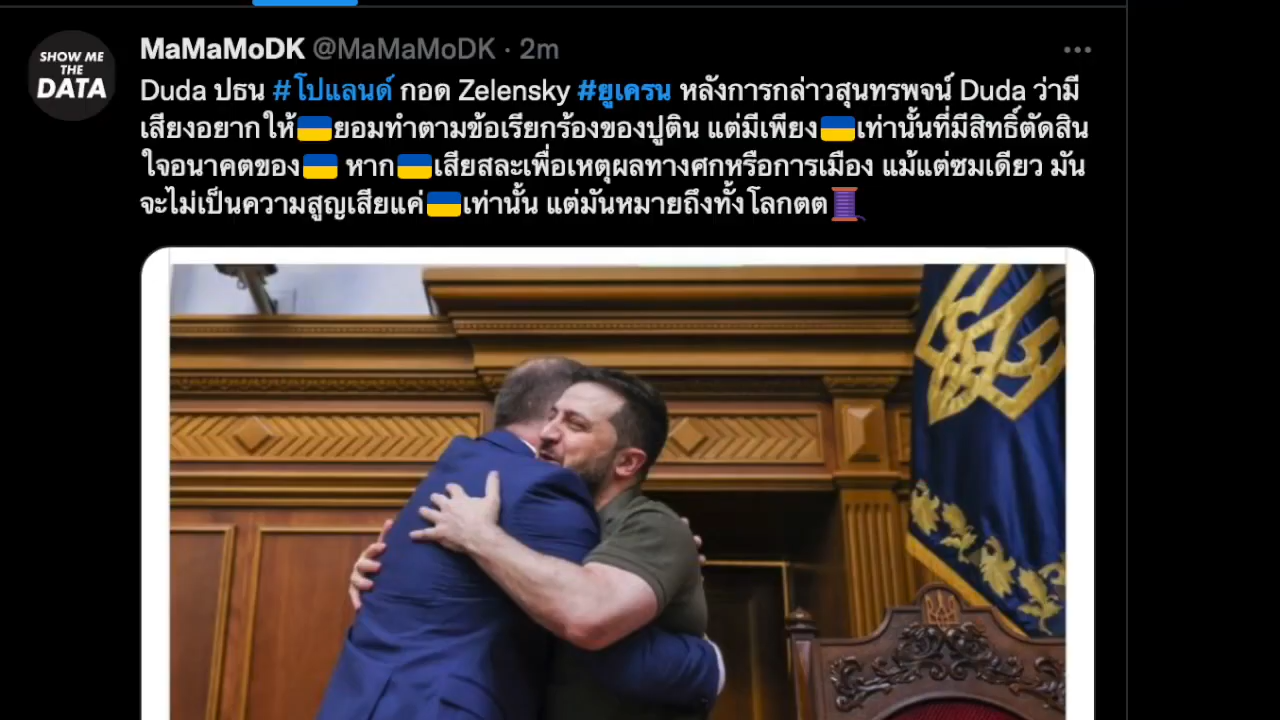 SHOW ME
THE
DATA
MaMaMoDK @MaMaMoDK · 2m
Duda ปธน #โปแลนด์ กอด Zelensky #ยูเครน หลังการกล่าวสุนทรพจน์ Duda ว่ามี
เสียงอยากให้🇺🇦ยอมทำตามข้อเรียกร้องของปูติน แต่มีเพียง🇺🇦เท่านั้นที่มีสิทธิ์ตัดสิน
ใจอนาคตของ🇺🇦 หาก🇺🇦เสียสละเพื่อเหตุผลทางศกหรือการเมือง แม้แต่ซมเดียว มัน
จะไม่เป็นความสูญเสียแค่🇺🇦เท่านั้น แต่มันหมายถึงทั้งโลกตต🧵